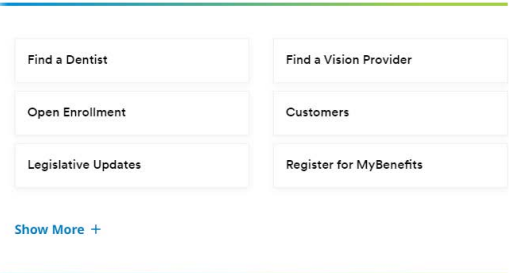 Find a Dentist
Find a Vision Provider
Open Enrollment
Customers
Legislative Updates
Register for MyBenefits
Show More +